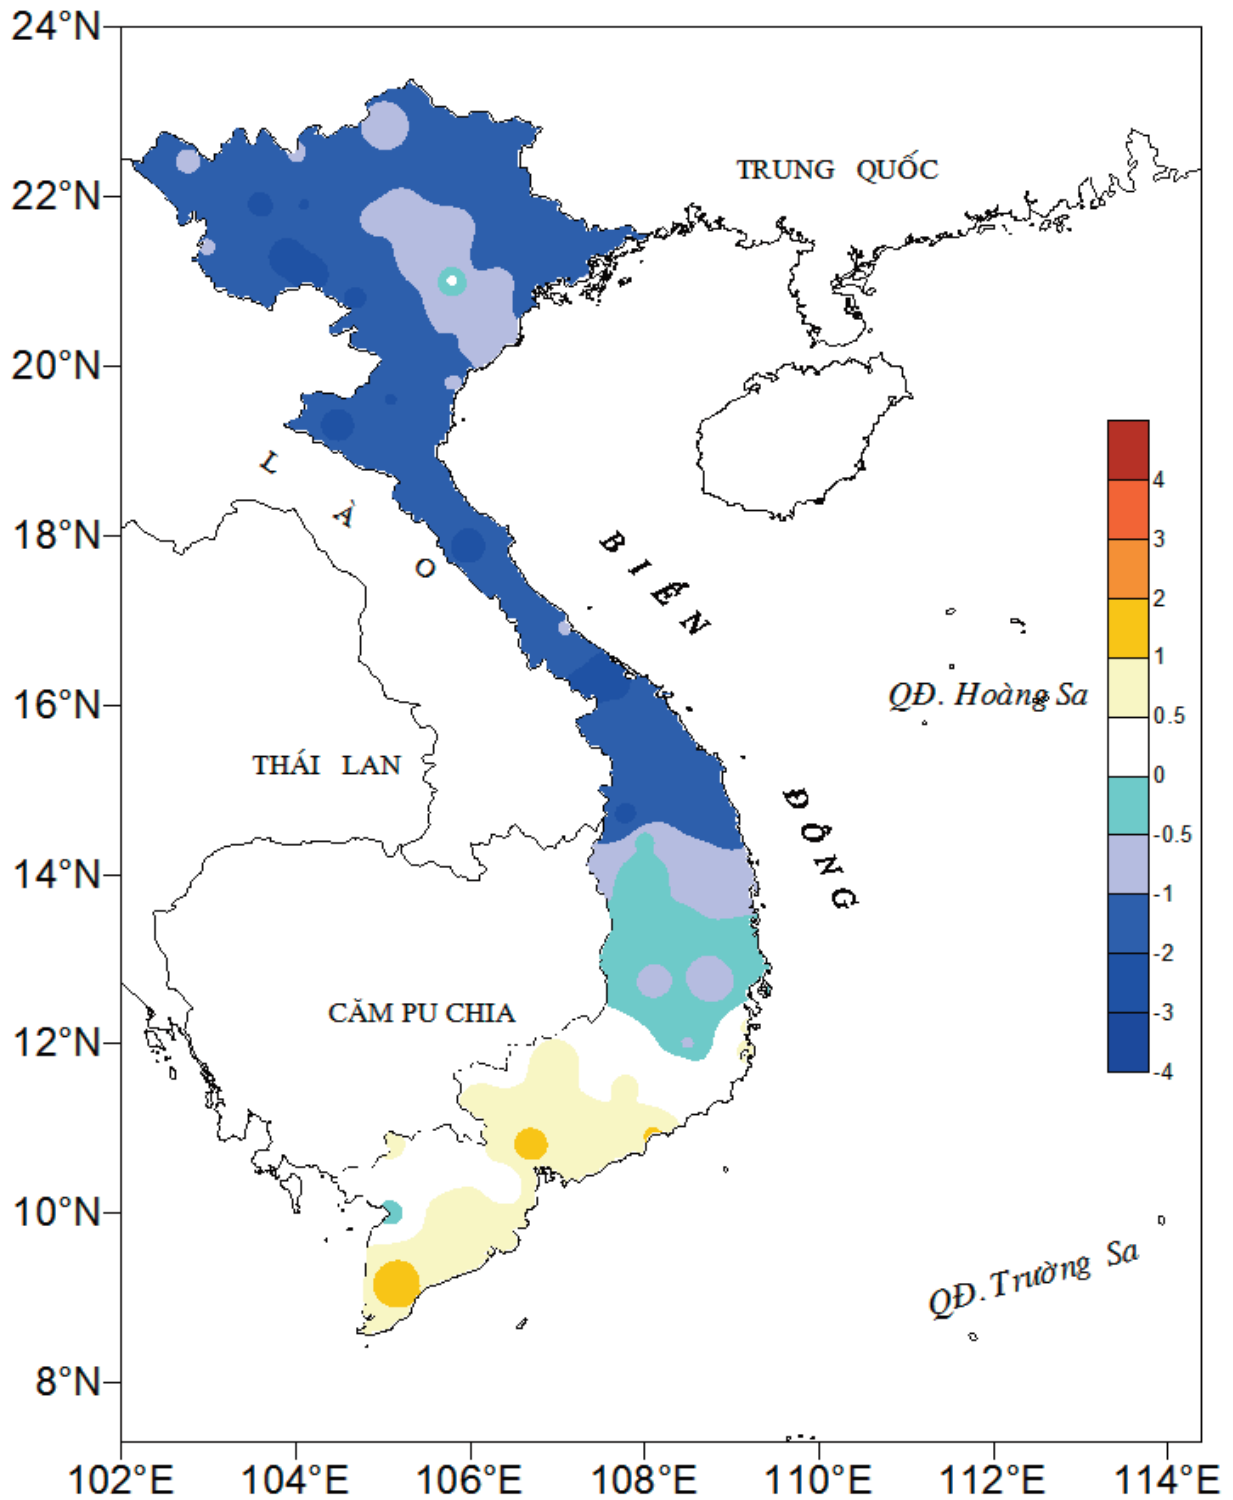 24°N
22°N
20°N
18°N
16°N
14°N
12°N
10°N
8°N
TRUNG QUỐC
L
À
O
BIỂN
ĐÔNG
QĐ. Hoàng Sa
THÁI LAN
CĂM PU CHIA
QĐ. Trường Sa
4
3
2
1
0.5
0
-0.5
-1
-2
-3
-4
102°E
104°E
106°E
108°E
110°E
112°E
114°E